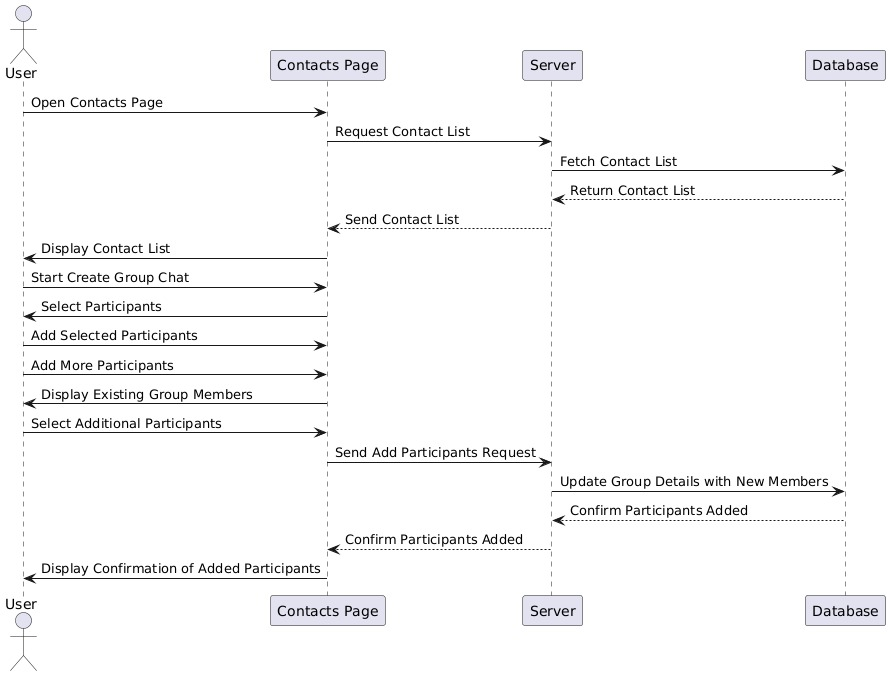 User
Contacts Page
Server
Database
Open Contacts Page
Request Contact List
Fetch Contact List
Return Contact List
Send Contact List
Display Contact List
Start Create Group Chat
Select Participants
Add Selected Participants
Add More Participants
Display Existing Group Members
Select Additional Participants
Send Add Participants Request
Update Group Details with New Members
Confirm Participants Added
Confirm Participants Added
Display Confirmation of Added Participants
User
Contacts Page
Server
Database